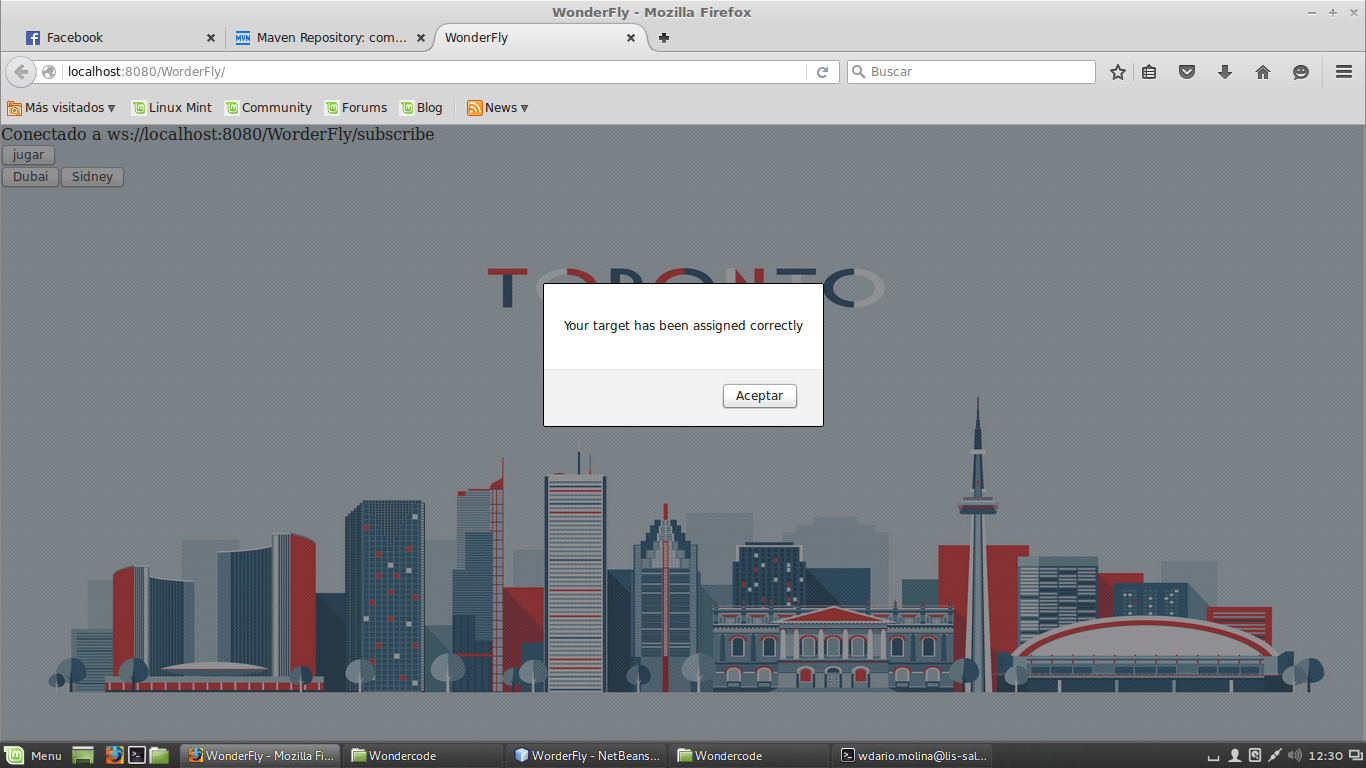 WonderFly - Mozilla Firefox
Facebook
Maven Repository: com...
WonderFly
localhost:8080/WorderFly/
Buscar
Más visitados
Linux Mint
Community
Forums
Blog
News
Conectado a ws://localhost:8080/WorderFly/subscribe
jugar
Dubai Sidney
TORONTO
Your target has been assigned correctly
Aceptar
Menu
WonderFly - Mozilla Fi...
Wondercode
WorderFly - NetBeans...
Wondercode
wdario.molina@lis-sal...
12:30